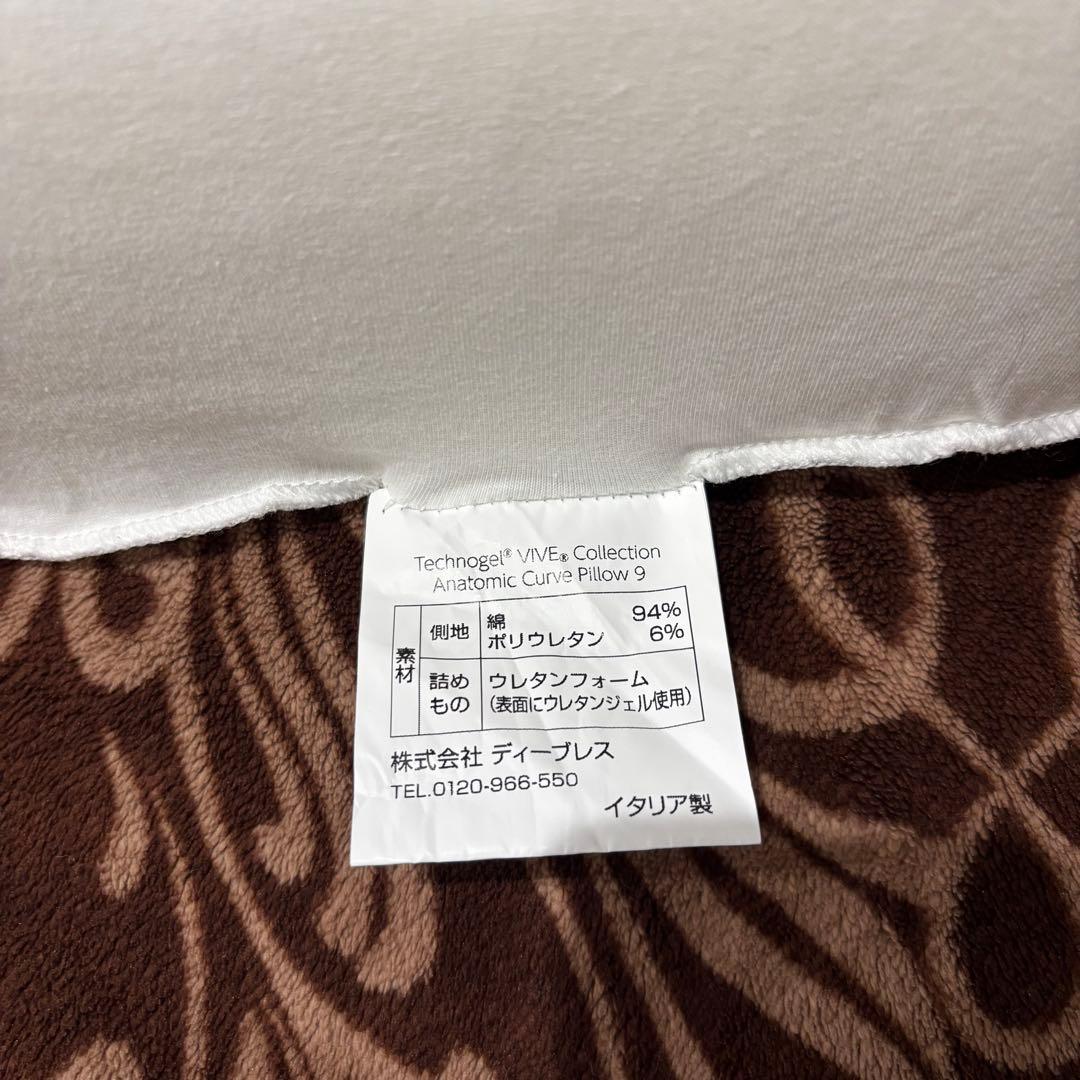 Technogel® VIVE® Collection
Anatomic Curve Pillow 9
素材
側地
綿 94%
ポリウレタン 6%
詰めもの
ウレタンフォーム
(表面にウレタンジェル使用)
株式会社 ディーブレス
TEL.0120-966-550
イタリア製